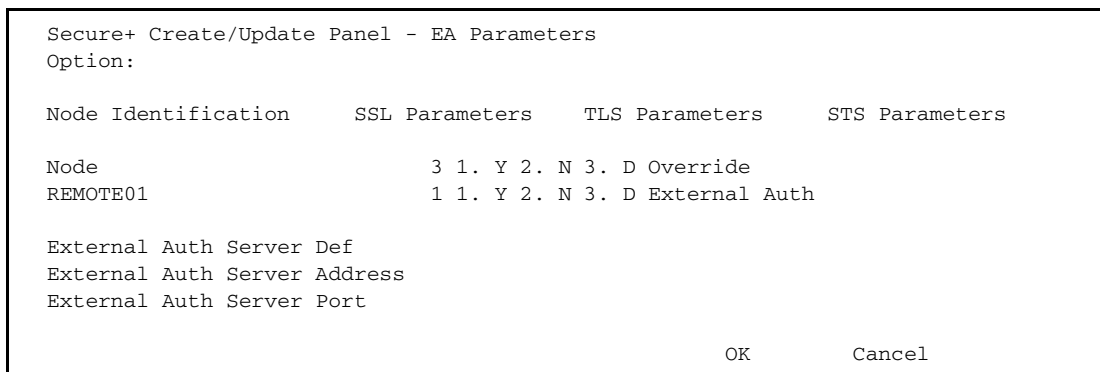 Secure+ Create/Update Panel - EA Parameters
Option:
Node Identification SSL Parameters TLS Parameters STS Parameters
Node 3 1. Y 2. N 3. D Override
REMOTE01 1 1. Y 2. N 3. D External Auth
External Auth Server Def
External Auth Server Address
External Auth Server Port
OK Cancel